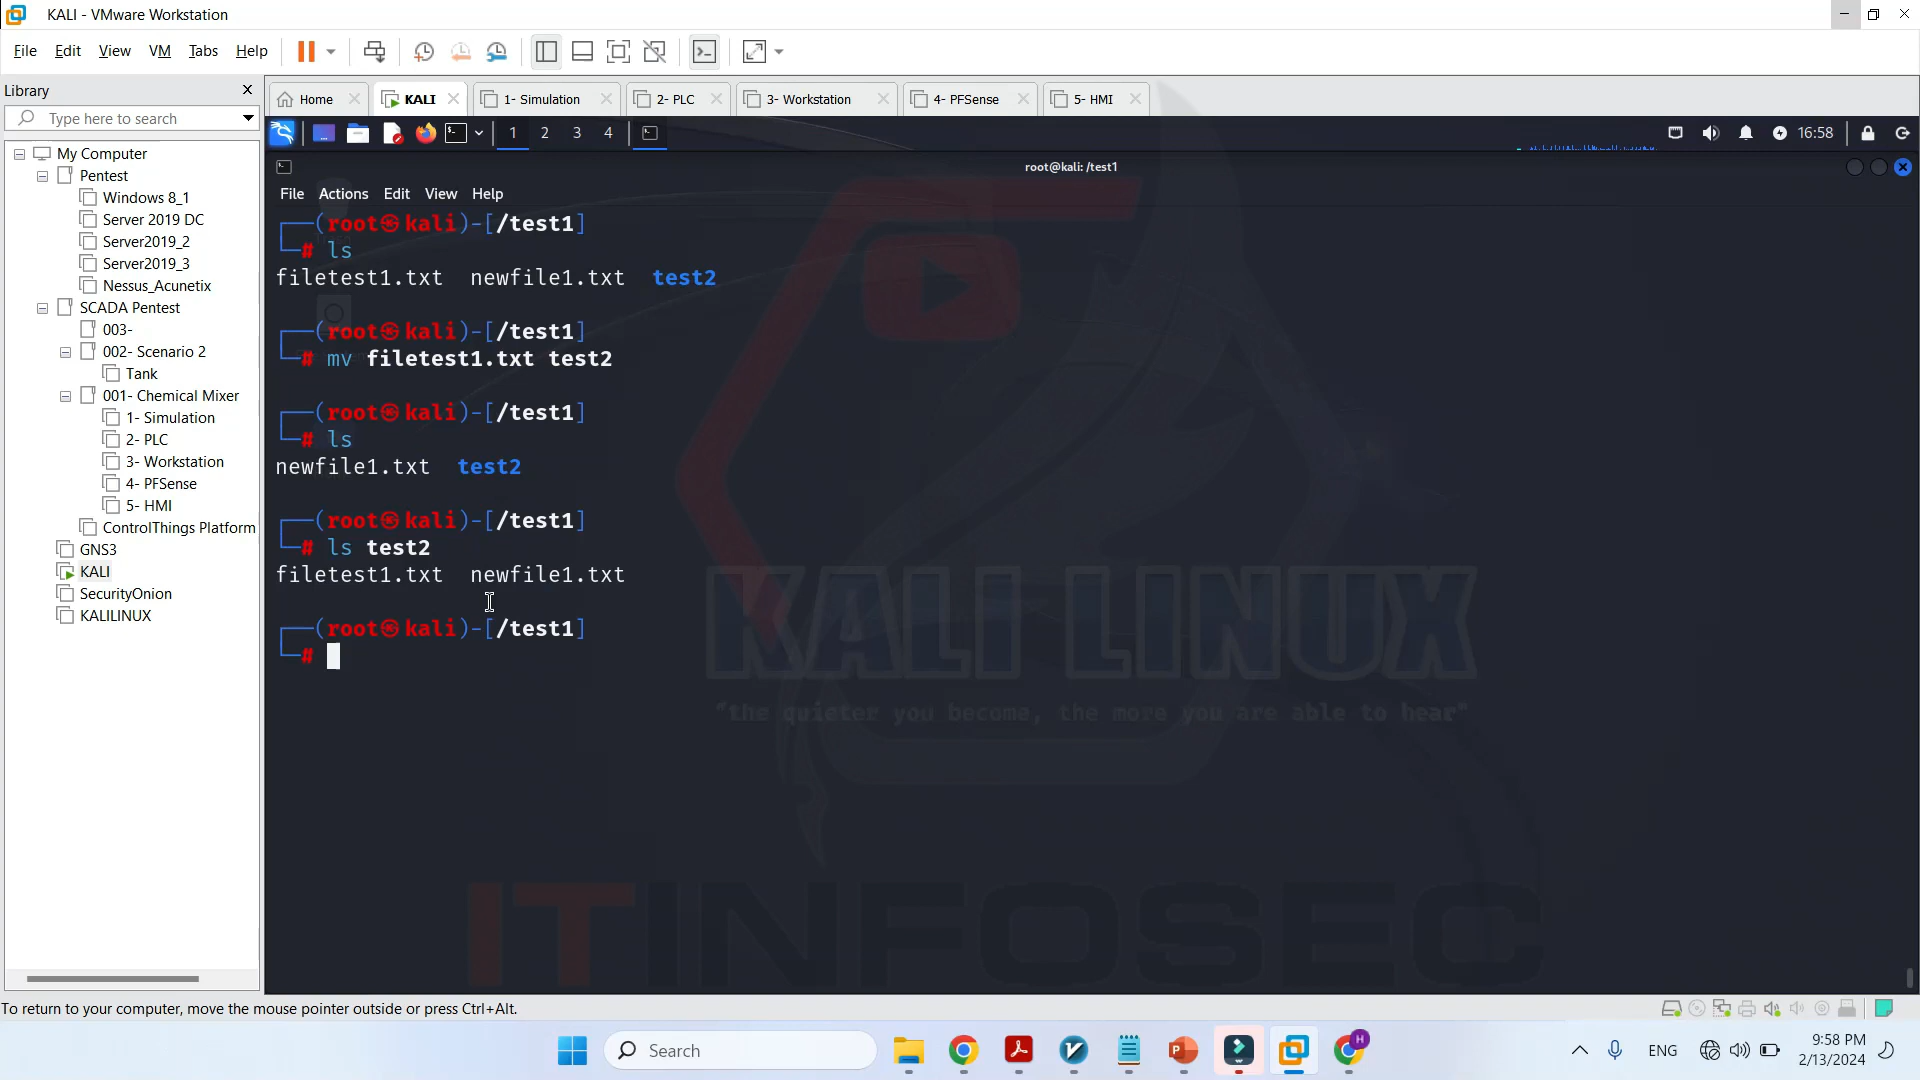 KALI - VMware Workstation
File Edit View VM Tabs Help
Library
Type here to search
My Computer
Pentest
Windows 8_1
Server 2019 DC
Server2019_2
Server2019_3
Nessus_Acunetix
SCADA Pentest
003-
002- Scenario 2
Tank
001- Chemical Mixer
1- Simulation
2- PLC
3- Workstation
4- PFSense
5- HMI
ControlThings Platform
GNS3
KALI
SecurityOnion
KALILINUX
Home KALI 1- Simulation 2- PLC 3- Workstation 4- PFSense 5- HMI
1 2 3 4 16:58
root@kali: /test1
File Actions Edit View Help
(root㉿kali)-[/test1]
# ls
filetest1.txt newfile1.txt test2
(root㉿kali)-[/test1]
# mv filetest1.txt test2
(root㉿kali)-[/test1]
# ls
newfile1.txt test2
(root㉿kali)-[/test1]
# ls test2
filetest1.txt newfile1.txt
(root㉿kali)-[/test1]
#
KALI LINUX
"the quieter you become, the more you are able to hear"
ITINFOSEC
To return to your computer, move the mouse pointer outside or press Ctrl+Alt.
Search
H
ENG
9:58 PM
2/13/2024